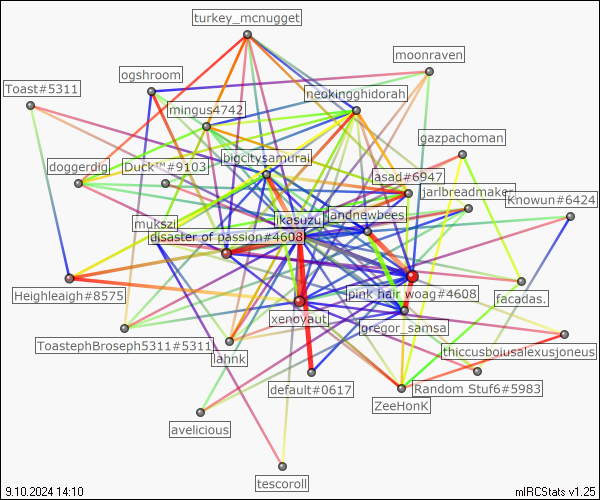 turkey_mcnugget
moonraven
ogshroom
Toast#5311
neokingghidorah
mingus4742
gazpachoman
bigcitysamurai
doggerdig
Duck™#9103
asad#6947
jarlbreadmaker
Knowun#6424
mukszi
ikasuzu
landnewbees
disaster of passion#4608
Heighleaigh#8575
pink hair woag#4608
facadas.
xenovaut
gregor_samsa
ToastephBroseph5311#5311
lahnk
thiccusboiusalexusjoneus
default#0617
Random Stuf6#5983
ZeeHonK
avelicious
tescoroll
9.10.2024 14:10
mIRCStats v1.25